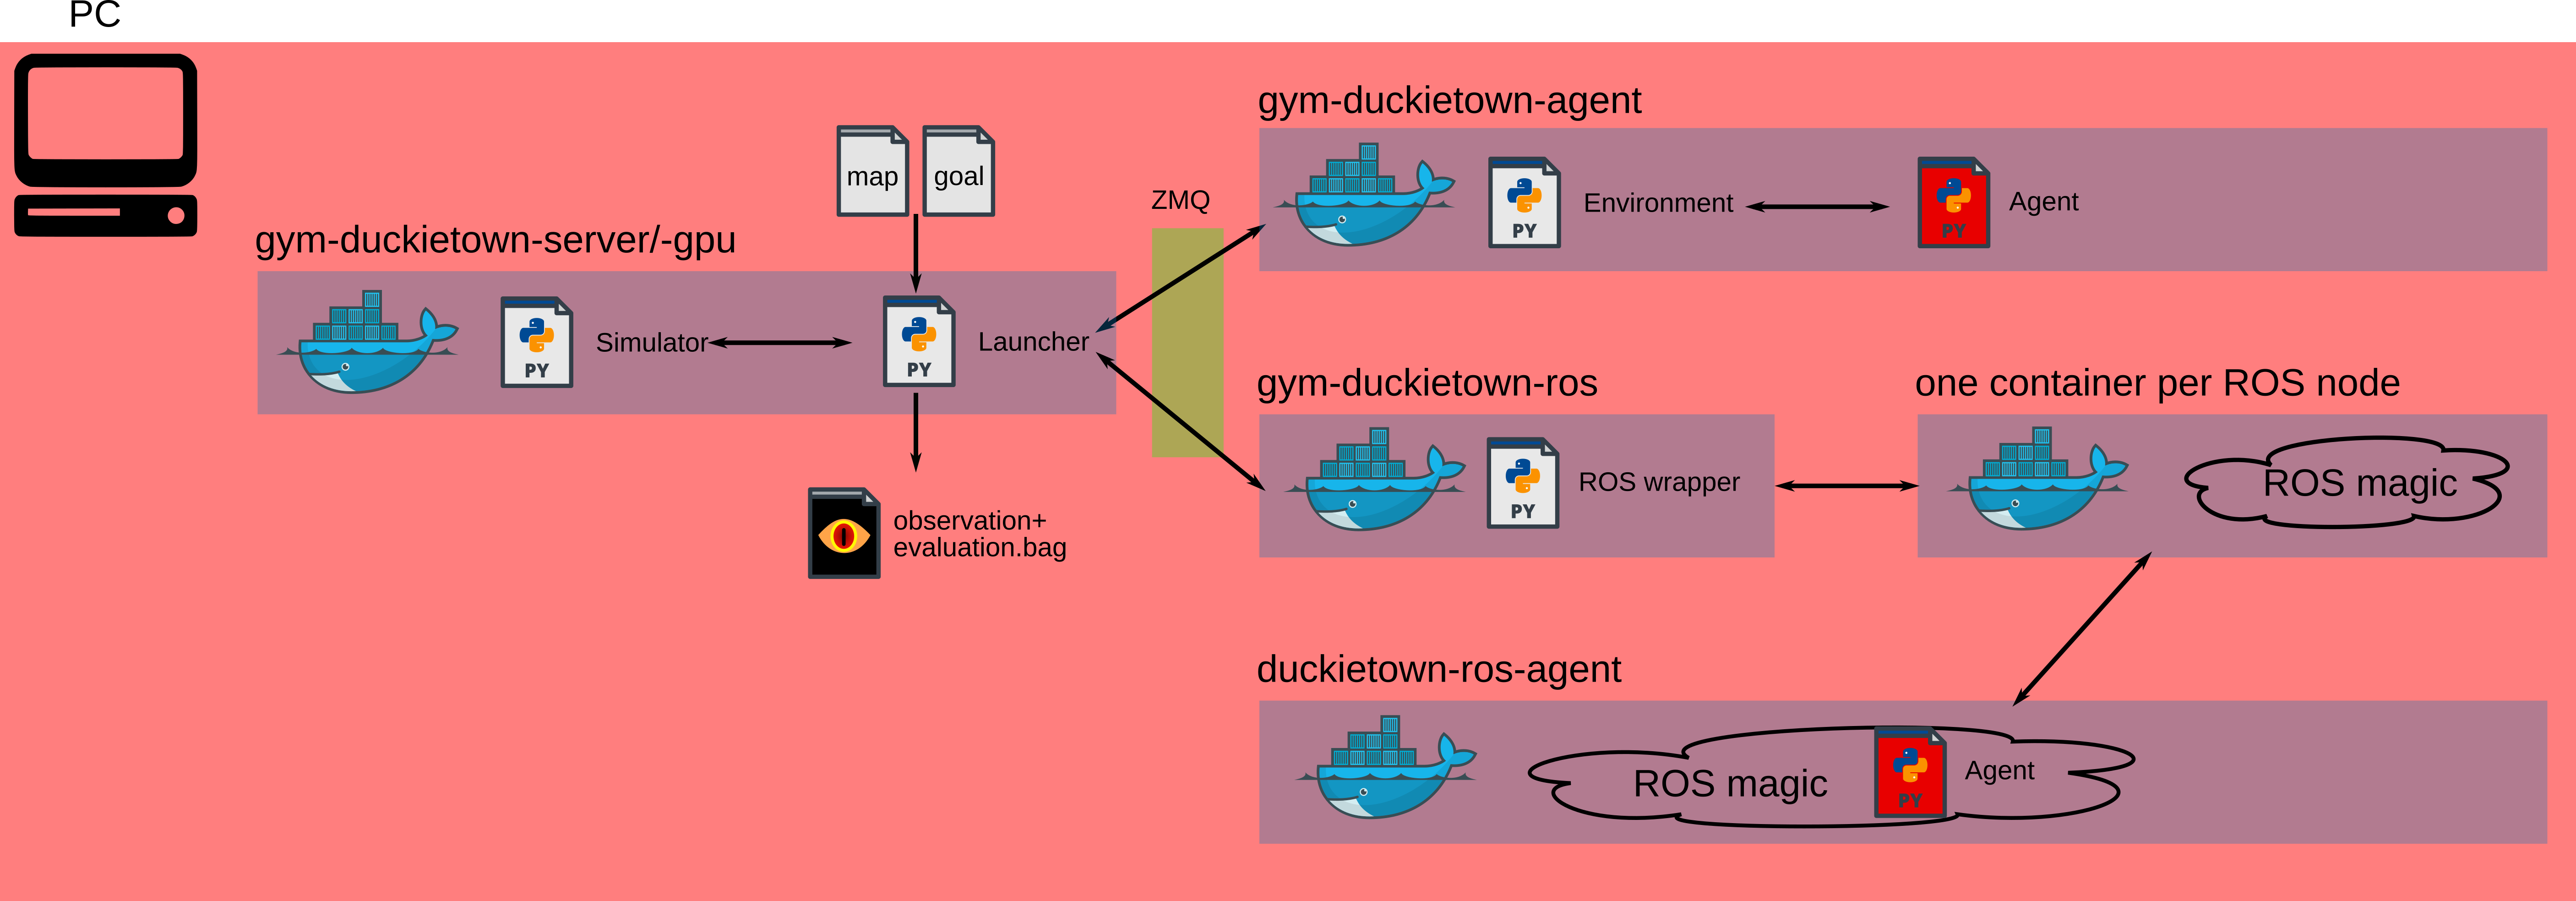 PC
gym-duckietown-agent
map
goal
ZMQ
Environment
Agent
PY
PY
gym-duckietown-server/-gpu
Simulator
Launcher
PY
PY
gym-duckietown-ros
one container per ROS node
ROS wrapper
PY
ROS magic
observation+
evaluation.bag
duckietown-ros-agent
ROS magic
Agent
PY